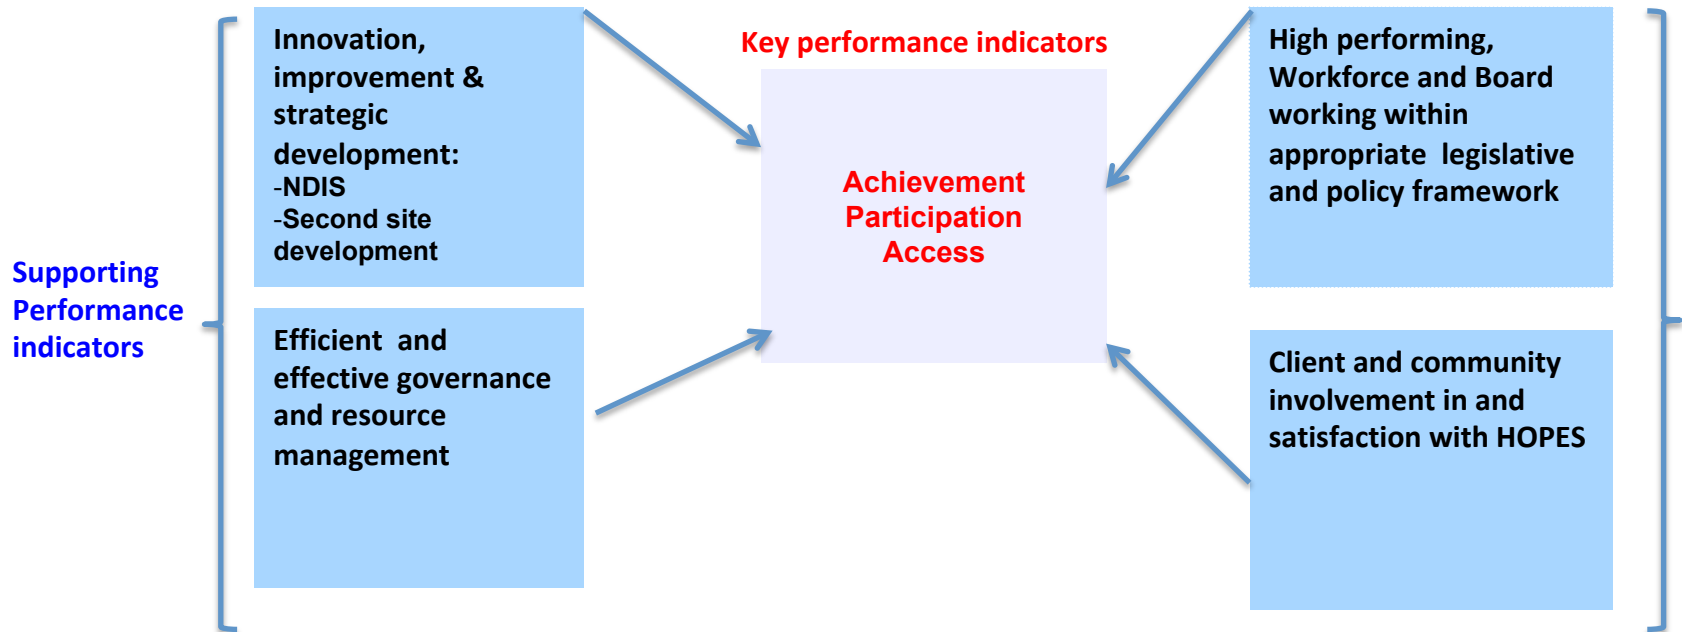 Supporting
Performance
indicators
Innovation,
improvement &
strategic
development:
-NDIS
-Second site
development
Efficient  and
effective governance
and resource
management
Key performance indicators
Achievement
Participation
Access
High performing,
Workforce and Board
working within
appropriate  legislative
and policy framework
Client and community
involvement in and
satisfaction with HOPES